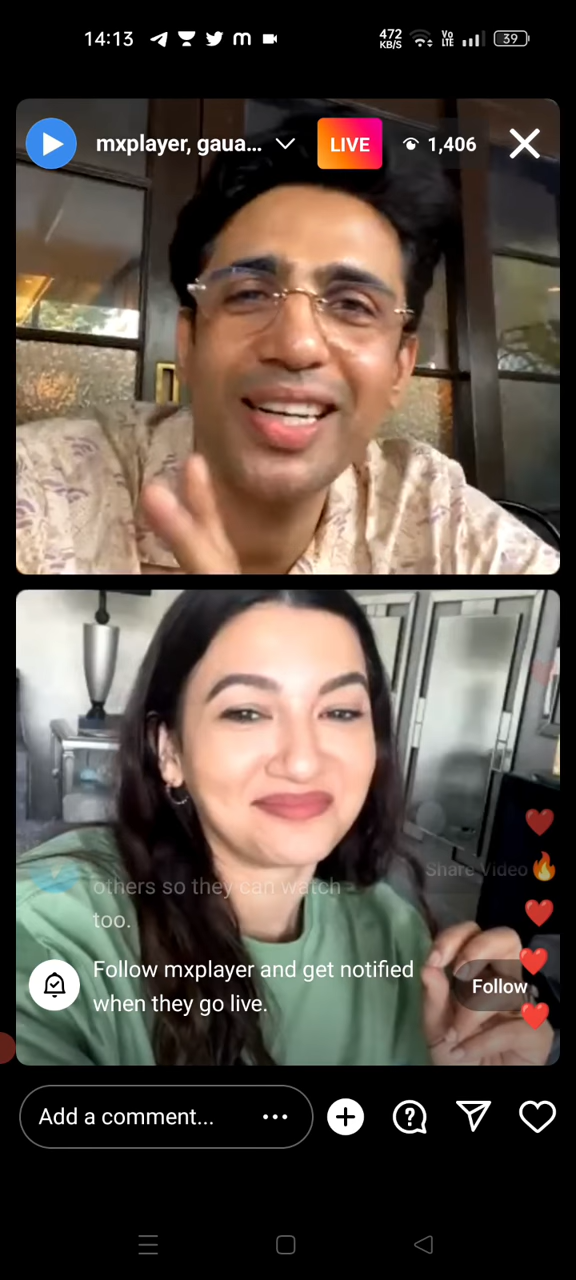 14:13
472
KB/S
Vo
LTE
39
mxplayer, gaua...
LIVE
1,406
Share Video
others so they can watch
too.
Follow mxplayer and get notified
when they go live.
Follow
Add a comment...